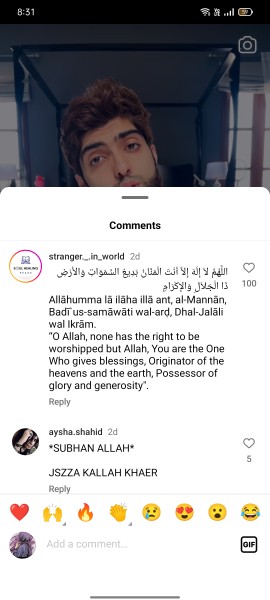 8:31
Comments
stranger._.in_world 2d
اللَّهُمَّ لاَ إِلَهَ إِلاَّ أَنْتَ الْمَنَّانُ بَدِيعُ السَّمَوَاتِ وَالأَرْضِ
ذَا الْجَلاَلِ وَالإِكْرَامِ
100
Allāhumma lā ilāha illā ant, al-Mannān,
Badī`us-samāwāti wal-arḍ, Dhal-Jalāli
wal Ikrām.
“O Allah, none has the right to be
worshipped but Allah, You are the One
Who gives blessings, Originator of the
heavens and the earth, Possessor of
glory and generosity".
Reply
aysha.shahid 2d
*SUBHAN ALLAH*
5
JSZZA KALLAH KHAER
Reply
Add a comment...
GIF